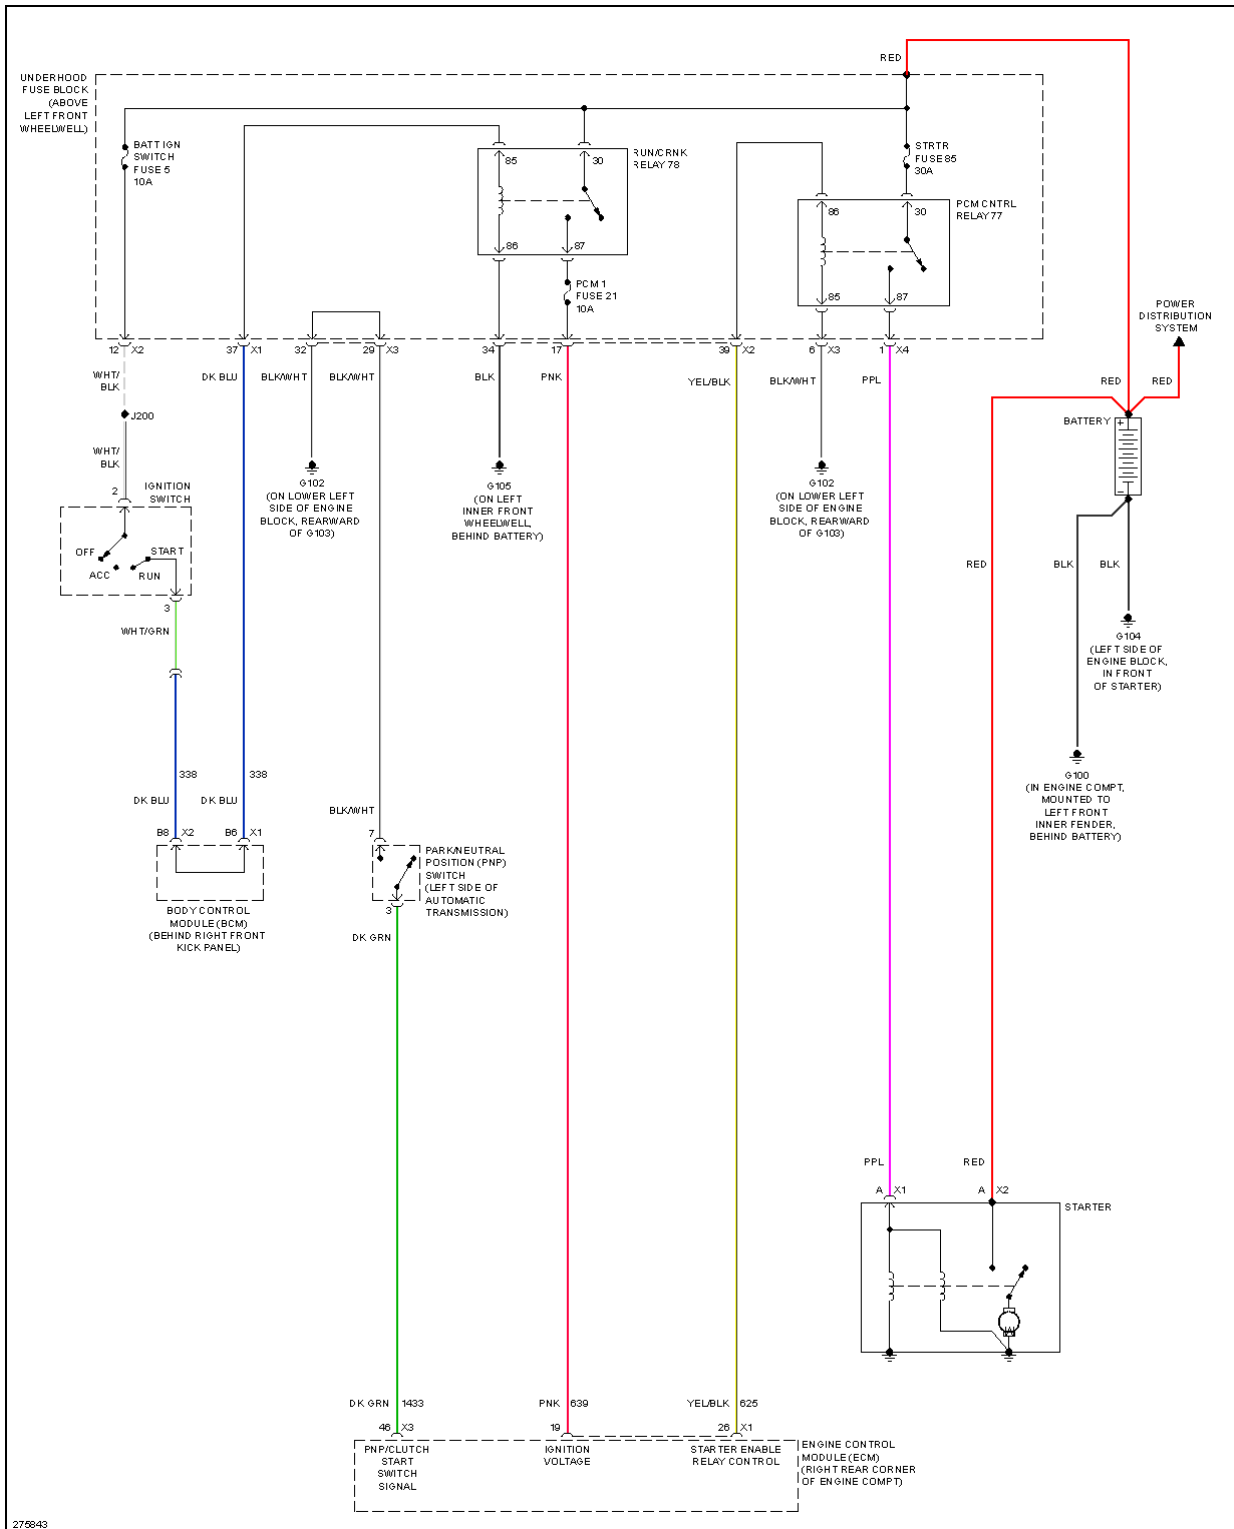 RED
UNDERHOOD
FUSE BLOCK
(ABOVE
LEFT FRONT
WHEELWELL)
BATT IGN
SWITCH
FUSE 5
10A
85
30
RUN/CRNK
RELAY 78
86
87
PCM 1
FUSE 21
10A
STRTR
FUSE 85
30A
86
30
PCM CNTRL
RELAY 77
85
87
POWER
DISTRIBUTION
SYSTEM
12 X2
37 X1
32
29 X3
34
17
39 X2
6 X3
1 X4
WHT/
BLK
DK BLU
BLK/WHT
BLK/WHT
BLK
PNK
YEL/BLK
BLK/WHT
PPL
RED
RED
J200
BATTERY
+
-
WHT/
BLK
2
IGNITION
SWITCH
G102
(ON LOWER LEFT
SIDE OF ENGINE
BLOCK, REARWARD
OF G103)
G105
(ON LEFT
INNER FRONT
WHEELWELL,
BEHIND BATTERY)
G102
(ON LOWER LEFT
SIDE OF ENGINE
BLOCK, REARWARD
OF G103)
OFF
START
ACC
RUN
3
WHT/GRN
RED
BLK
BLK
G104
(LEFT SIDE OF
ENGINE BLOCK,
IN FRONT
OF STARTER)
338
338
DK BLU
DK BLU
BLK/WHT
G100
(IN ENGINE COMPT,
MOUNTED TO
LEFT FRONT
INNER FENDER,
BEHIND BATTERY)
B8 X2
B6 X1
7
PARK/NEUTRAL
POSITION (PNP)
SWITCH
(LEFT SIDE OF
AUTOMATIC
TRANSMISSION)
3
BODY CONTROL
MODULE (BCM)
(BEHIND RIGHT FRONT
KICK PANEL)
DK GRN
PPL
RED
A X1
A X2
STARTER
M
DK GRN 1433
PNK 639
YEL/BLK 625
46 X3
19
26 X1
PNP/CLUTCH
START
SWITCH
SIGNAL
IGNITION
VOLTAGE
STARTER ENABLE
RELAY CONTROL
ENGINE CONTROL
MODULE (ECM)
(RIGHT REAR CORNER
OF ENGINE COMPT)
275843